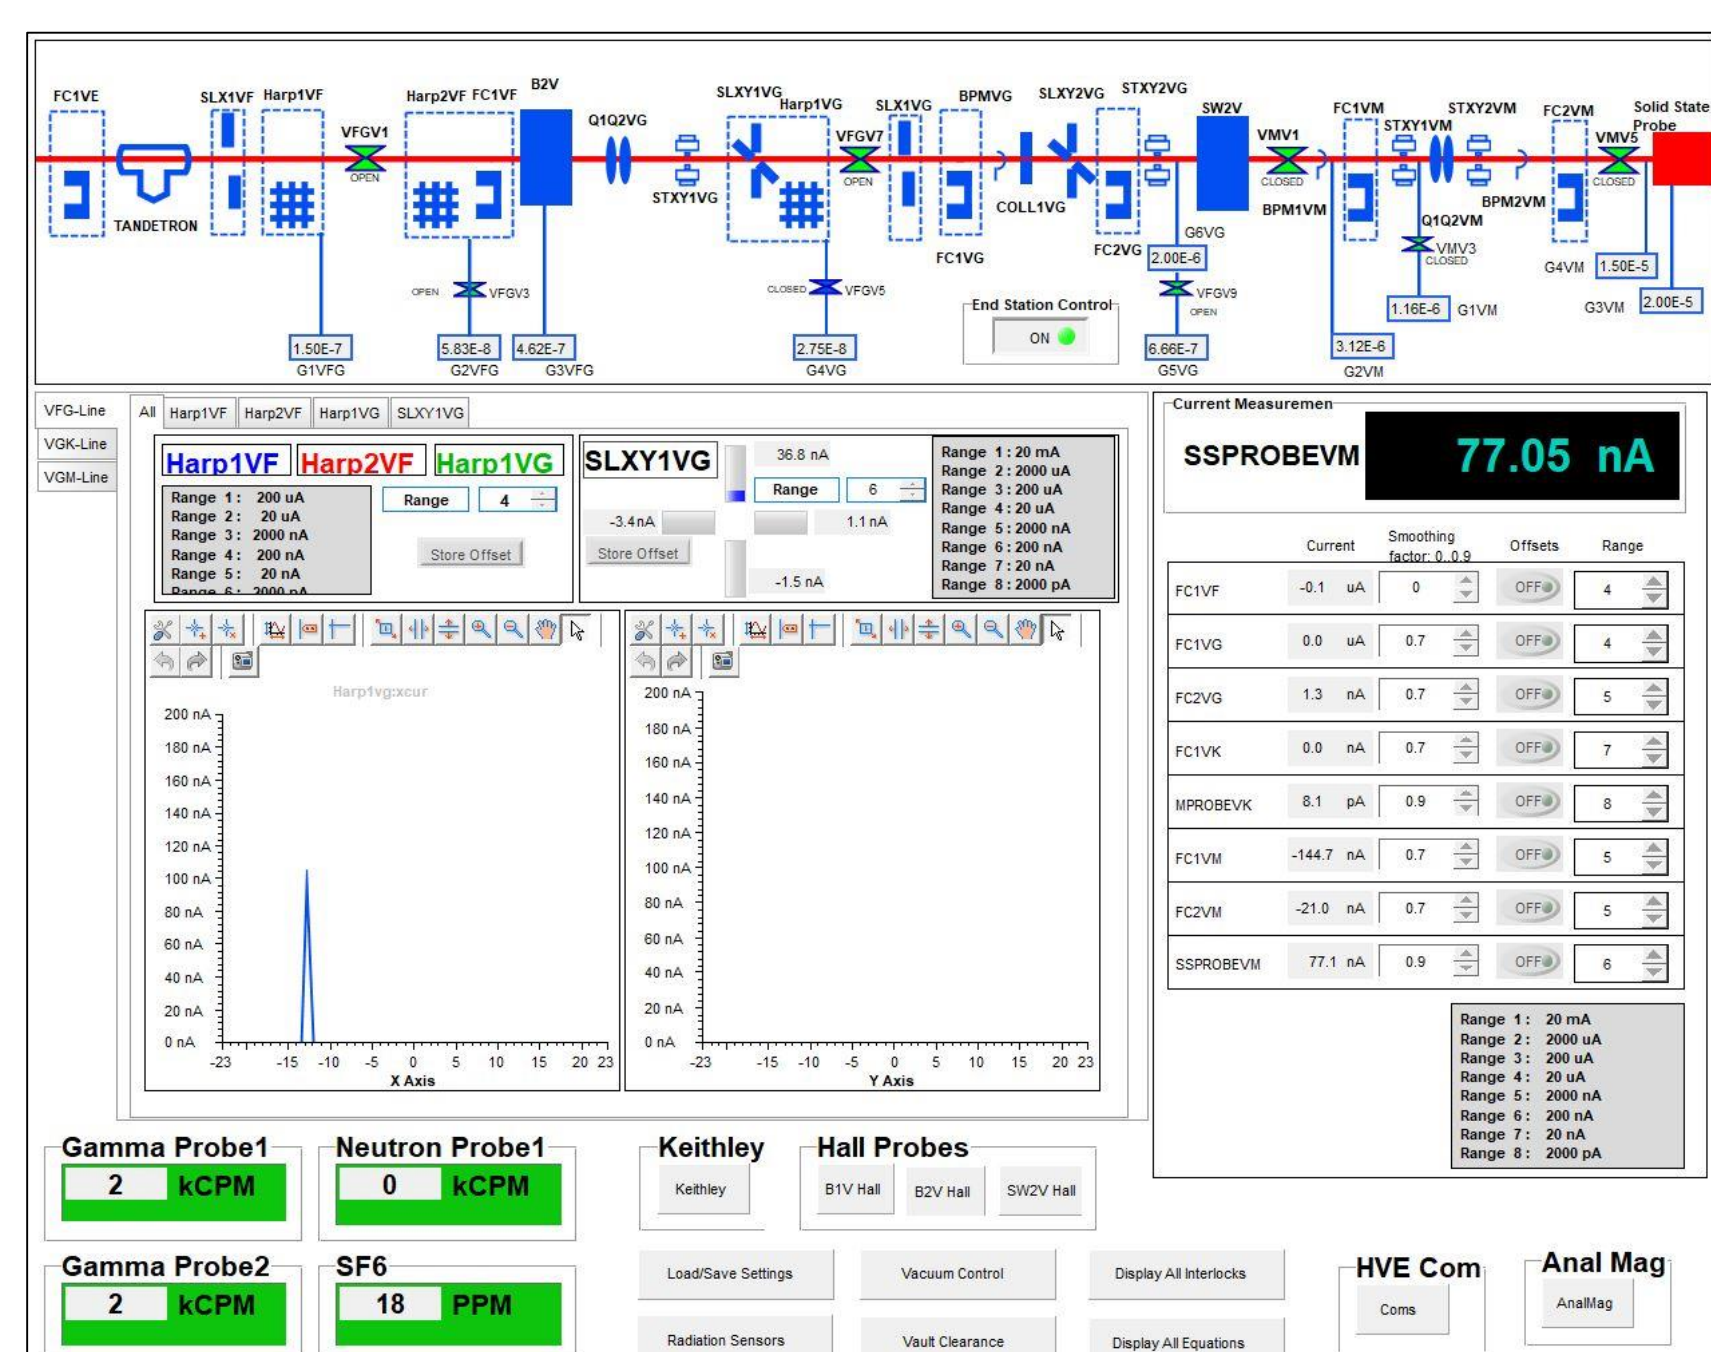 FC1VE
SLX1VF
Harp1VF
VFGV1
OPEN
Harp2VF FC1VF
B2V
Q1Q2VG
SLXY1VG
Harp1VG
VFGV7
OPEN
SLX1VG
BPMVG
SLXY2VG
STXY2VG
SW2V
VMV1
CLOSED
FC1VM
STXY1VM
STXY2VM
FC2VM
VMV5
CLOSED
Solid State
Probe
TANDETRON
STXY1VG
COLL1VG
FC1VG
FC2VG
G6VG
2.00E-6
BPM1VM
Q1Q2VM
BPM2VM
VMV3
CLOSED
G4VM 1.50E-5
OPEN VFGV3
CLOSED VFGV5
VFGV9
OPEN
1.16E-6 G1VM
G3VM 2.00E-5
End Station Control
ON
1.50E-7
G1VFG
5.83E-8
G2VFG
4.62E-7
G3VFG
2.75E-8
G4VG
6.66E-7
G5VG
3.12E-6
G2VM
VFG-Line
VGK-Line
VGM-Line
All Harp1VF Harp2VF Harp1VG SLXY1VG
Harp1VF Harp2VF Harp1VG
Range 1: 200 uA
Range 2: 20 uA
Range 3: 2000 nA
Range 4: 200 nA
Range 5: 20 nA
Range 6: 2000 pA
Range 4
Store Offset
SLXY1VG
36.8 nA
Range 6
-3.4nA
1.1 nA
Store Offset
-1.5 nA
Range 1: 20 mA
Range 2: 2000 uA
Range 3: 200 uA
Range 4: 20 uA
Range 5: 2000 nA
Range 6: 200 nA
Range 7: 20 nA
Range 8: 2000 pA
Harp1vg:xcur
200 nA
180 nA
160 nA
140 nA
120 nA
100 nA
80 nA
60 nA
40 nA
20 nA
0 nA
-23 -15 -10 -5 0 5 10 15 20 23
X Axis
200 nA
180 nA
160 nA
140 nA
120 nA
100 nA
80 nA
60 nA
40 nA
20 nA
0 nA
-23 -15 -10 -5 0 5 10 15 20 23
Y Axis
Current Measuremen
SSPROBEVM 77.05 nA
Current Smoothing factor: 0..0.9 Offsets Range
FC1VF -0.1 uA 0 OFF 4
FC1VG 0.0 uA 0.7 OFF 4
FC2VG 1.3 nA 0.7 OFF 5
FC1VK 0.0 nA 0.7 OFF 7
MPROBEVK 8.1 pA 0.9 OFF 8
FC1VM -144.7 nA 0.7 OFF 5
FC2VM -21.0 nA 0.7 OFF 5
SSPROBEVM 77.1 nA 0.9 OFF 6
Range 1: 20 mA
Range 2: 2000 uA
Range 3: 200 uA
Range 4: 20 uA
Range 5: 2000 nA
Range 6: 200 nA
Range 7: 20 nA
Range 8: 2000 pA
Gamma Probe1
2 kCPM
Neutron Probe1
0 kCPM
Keithley
Keithley
Hall Probes
B1V Hall B2V Hall SW2V Hall
Gamma Probe2
2 kCPM
SF6
18 PPM
Load/Save Settings Vacuum Control Display All Interlocks
Radiation Sensors Vault Clearance Display All Equations
HVE Com
Coms
Anal Mag
AnalMag